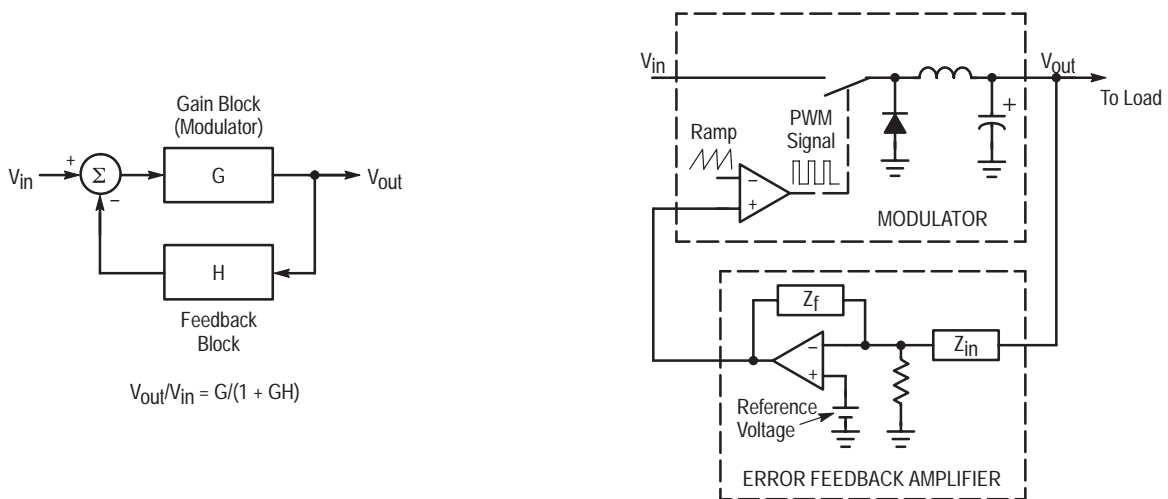 Gain Block
(Modulator)
Vin
+
Σ
−
G
Vout
H
Feedback
Block
Vout/Vin = G/(1 + GH)
Vin
Vout
To Load
+
Ramp
PWM
Signal
−
+
MODULATOR
Zf
Zin
−
+
Reference
Voltage
ERROR FEEDBACK AMPLIFIER